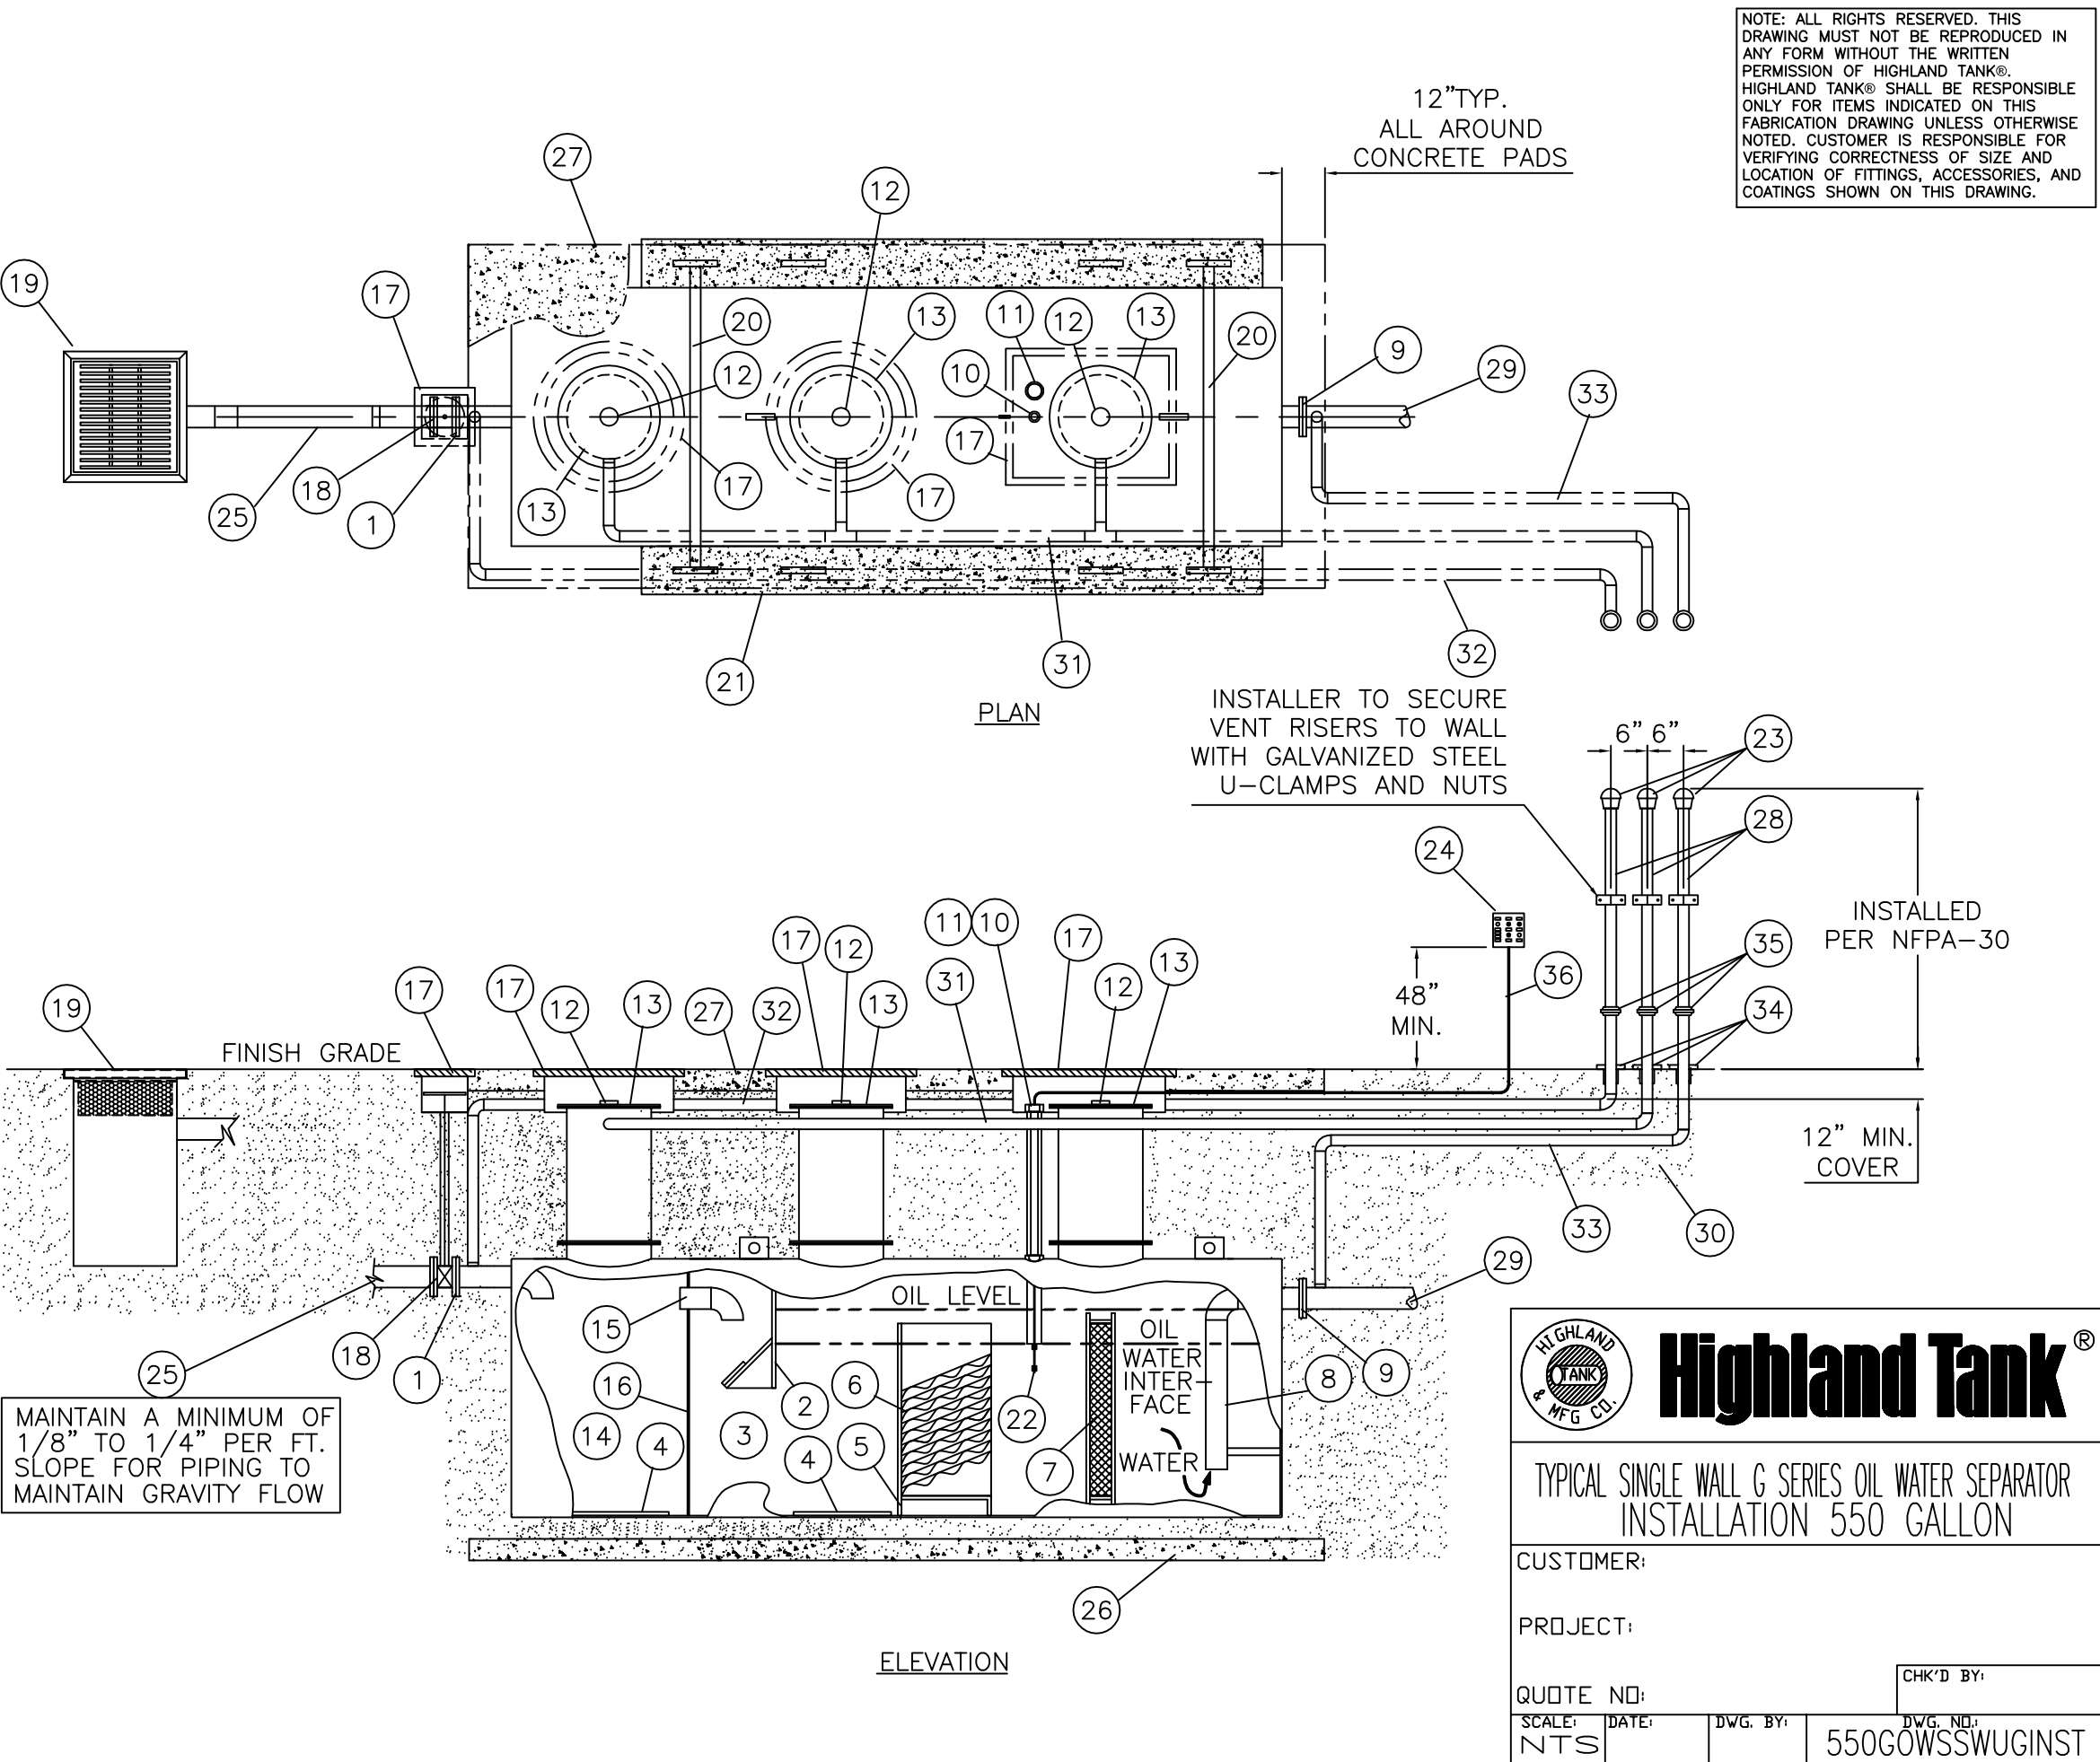 NOTE: ALL RIGHTS RESERVED. THIS
DRAWING MUST NOT BE REPRODUCED IN
ANY FORM WITHOUT THE WRITTEN
PERMISSION OF HIGHLAND TANK®.
HIGHLAND TANK® SHALL BE RESPONSIBLE
ONLY FOR ITEMS INDICATED ON THIS
FABRICATION DRAWING UNLESS OTHERWISE
NOTED. CUSTOMER IS RESPONSIBLE FOR
VERIFYING CORRECTNESS OF SIZE AND
LOCATION OF FITTINGS, ACCESSORIES, AND
COATINGS SHOWN ON THIS DRAWING.
12"TYP.
ALL AROUND
CONCRETE PADS
27
12
19
17
20
13
11
12
13
20
9
29
33
12
10
17
18
25
1
13
17
17
21
31
32
PLAN
INSTALLER TO SECURE
VENT RISERS TO WALL
WITH GALVANIZED STEEL
U-CLAMPS AND NUTS
6" 6"
23
28
24
INSTALLED
PER NFPA-30
35
36
48"
MIN.
34
11 10
17
12
17
13
31
12
19
17
17
12
13
27
32
13
FINISH GRADE
12" MIN.
COVER
33
30
29
OIL LEVEL
15
OIL
WATER
INTER-
FACE
18
25
1
16
2
6
8
9
14
4
3
4
5
22
7
WATER
MAINTAIN A MINIMUM OF
1/8" TO 1/4" PER FT.
SLOPE FOR PIPING TO
MAINTAIN GRAVITY FLOW
26
ELEVATION
HIGHLAND
TANK
& MFG CO.
Highland Tank®
TYPICAL SINGLE WALL G SERIES OIL WATER SEPARATOR
INSTALLATION 550 GALLON
CUSTOMER:
PROJECT:
QUOTE NO:
CHK'D BY:
SCALE:
NTS
DATE:
DWG. BY:
DWG. NO.:
550GOWSSWUGINST